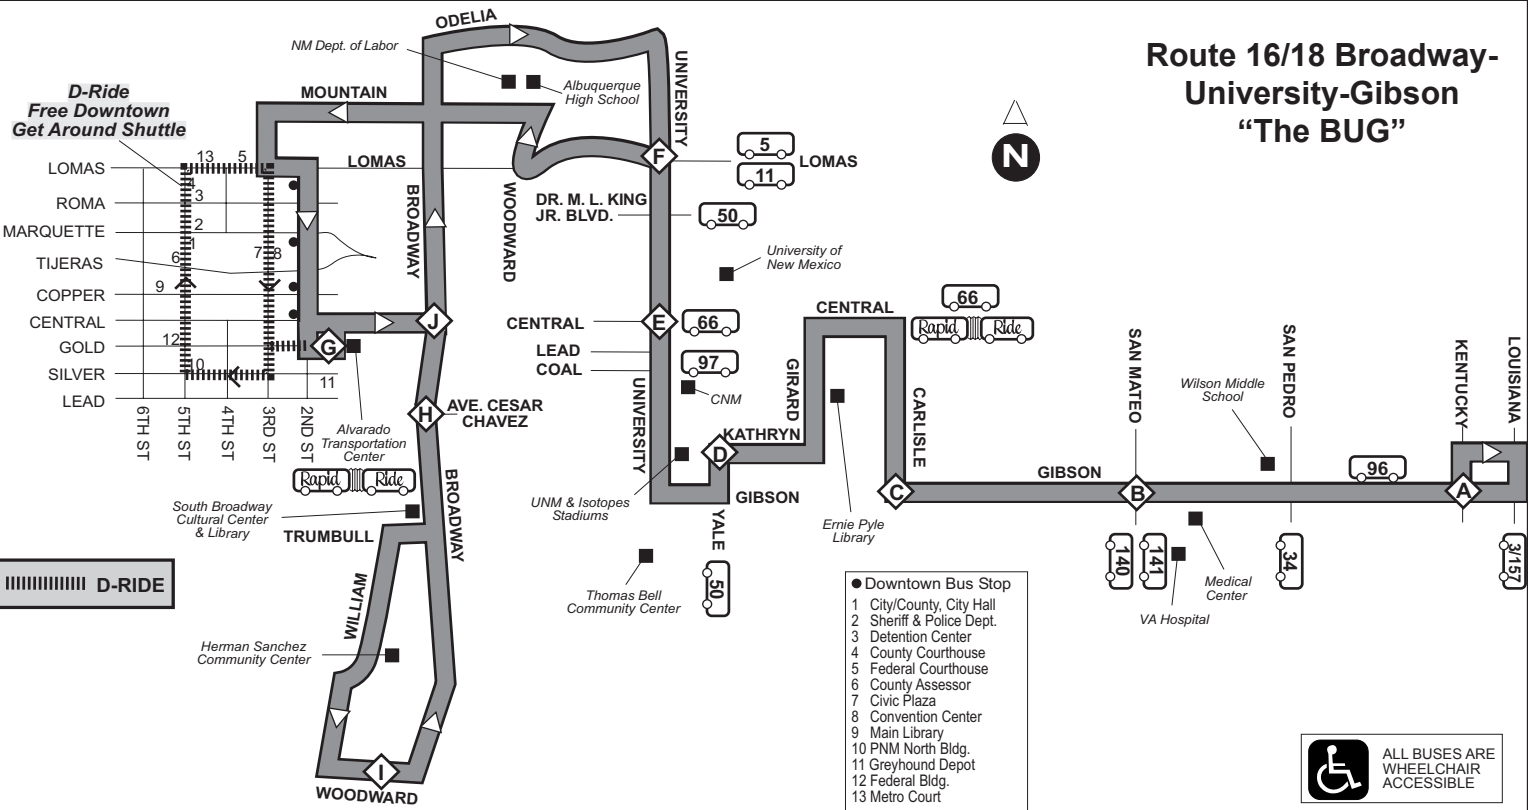 Route 16/18 Broadway-
University-Gibson
“The BUG”
N
ODELIA
NM Dept. of Labor
Albuquerque
High School
UNIVERSITY
MOUNTAIN
D-Ride
Free Downtown
Get Around Shuttle
LOMAS
ROMA
MARQUETTE
TIJERAS
COPPER
CENTRAL
GOLD
SILVER
LEAD
6TH ST
5TH ST
4TH ST
3RD ST
2ND ST
13
5
4
3
2
1
6
7
8
9
12
10
11
LOMAS
BROADWAY
WOODWARD
F
5
11
LOMAS
DR. M. L. KING
JR. BLVD.
50
University of
New Mexico
J
G
CENTRAL
E
66
LEAD
COAL
97
CNM
UNIVERSITY
Alvarado
Transportation
Center
H
AVE. CESAR
CHAVEZ
Rapid Ride
BROADWAY
South Broadway
Cultural Center
& Library
TRUMBULL
WILLIAM
Herman Sanchez
Community Center
I
WOODWARD
D-RIDE
UNM & Isotopes
Stadiums
D
KATHRYN
GIBSON
YALE
50
Thomas Bell
Community Center
GIRARD
CENTRAL
66
Rapid Ride
CARLISLE
Ernie Pyle
Library
C
GIBSON
SAN MATEO
B
140
141
VA Hospital
Medical
Center
Wilson Middle
School
SAN PEDRO
34
96
KENTUCKY
A
LOUISIANA
3/157
Downtown Bus Stop
1 City/County, City Hall
2 Sheriff & Police Dept.
3 Detention Center
4 County Courthouse
5 Federal Courthouse
6 County Assessor
7 Civic Plaza
8 Convention Center
9 Main Library
10 PNM North Bldg.
11 Greyhound Depot
12 Federal Bldg.
13 Metro Court
ALL BUSES ARE
WHEELCHAIR
ACCESSIBLE